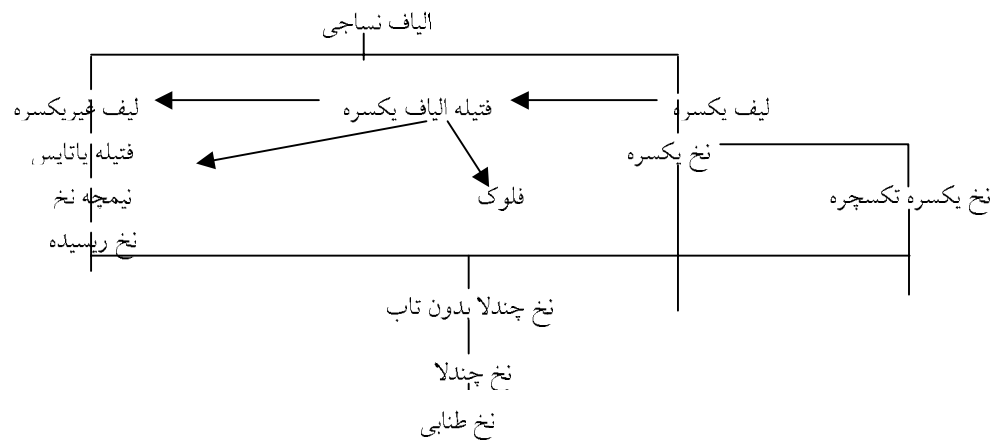 الیاف نساجی
لیف یکسره
فتیله الیاف یکسره
لیف غیریکسره
نخ یکسره
فتیله یاتایس
نخ یکسره تکسچره
فلوک
نیمچه نخ
نخ ریسیده
نخ چندلا بدون تاب
نخ چندلا
نخ طنابی